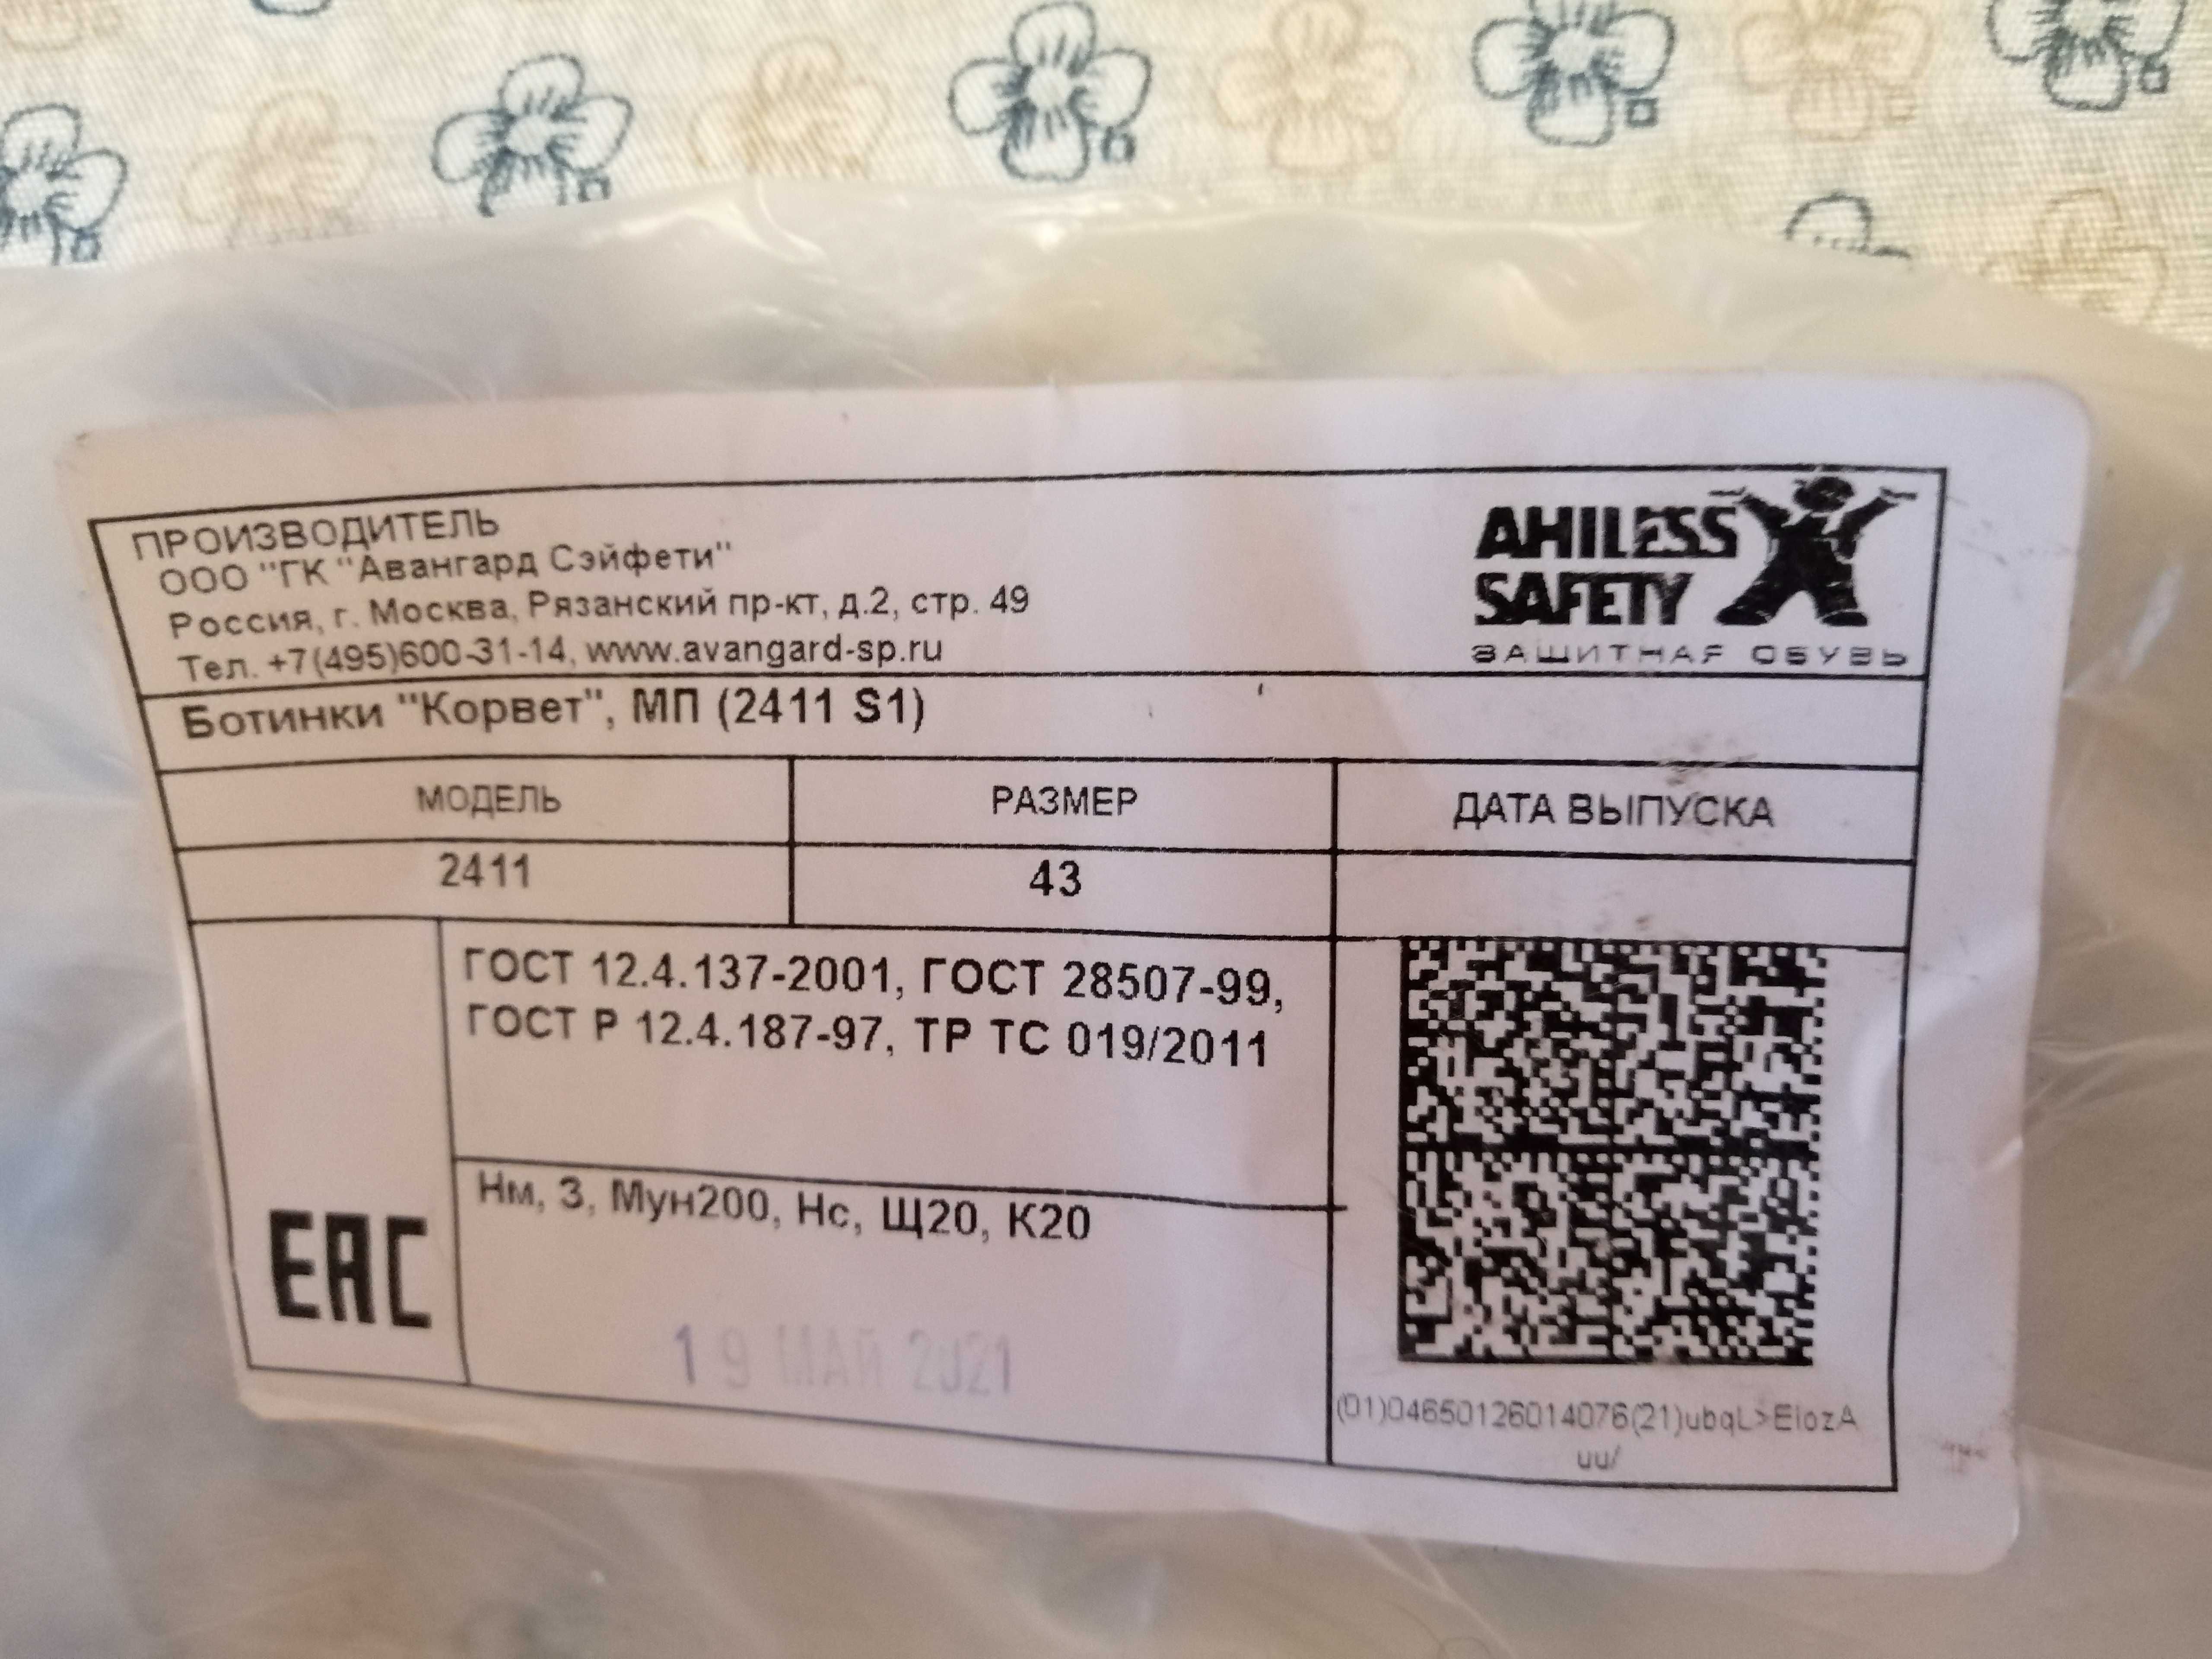 ПРОИЗВОДИТЕЛЬ
ООО "ГК "Авангард Сэйфети"
Россия, г. Москва, Рязанский пр-кт, д.2, стр. 49
Тел. +7(495)600-31-14, www.avangard-sp.ru
AHILESS
SAFETY
ЗАЩИТНАЯ ОБУВЬ
Ботинки "Корвет", МП (2411 S1)
МОДЕЛЬ РАЗМЕР ДАТА ВЫПУСКА
2411 43
ГОСТ 12.4.137-2001, ГОСТ 28507-99,
ГОСТ Р 12.4.187-97, ТР ТС 019/2011
Нм, З, Мун200, Нс, Щ20, К20
EAC
19 МАЙ 2021
(01)04650126014076(21)ubqL>ElozA
uu/